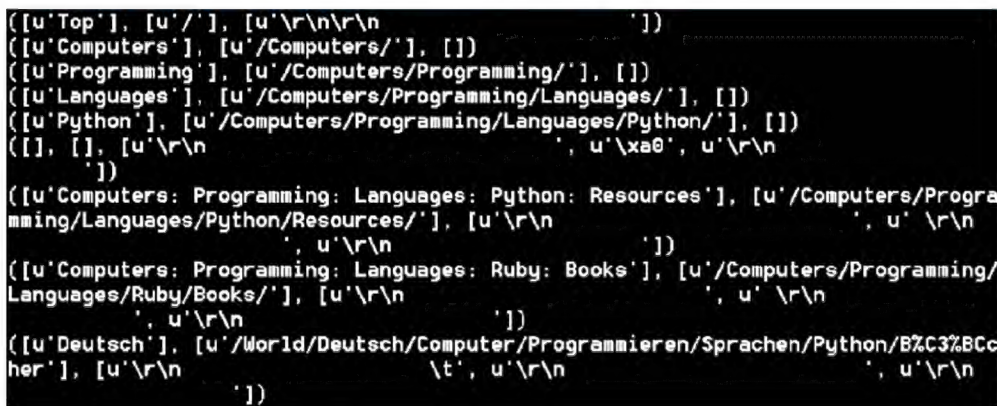 ([u'Top'], [u'/'], [u'\r\n\r\n                    '])
([u'Computers'], [u'/Computers/'], [])
([u'Programming'], [u'/Computers/Programming/'], [])
([u'Languages'], [u'/Computers/Programming/Languages/'], [])
([u'Python'], [u'/Computers/Programming/Languages/Python/'], [])
([], [], [u'\r\n                            ', u'\xa0', u'\r\n
      '])
([u'Computers: Programming: Languages: Python: Resources'], [u'/Computers/Progra
mming/Languages/Python/Resources/'], [u'\r\n                        ', u' \r\n
                      ', u'\r\n                    '])
([u'Computers: Programming: Languages: Ruby: Books'], [u'/Computers/Programming/
Languages/Ruby/Books/'], [u'\r\n                        ', u' \r\n
          ', u'\r\n                    '])
([u'Deutsch'], [u'/World/Deutsch/Computer/Programmieren/Sprachen/Python/B%C3%BCc
her'], [u'\r\n                    \t', u'\r\n                       ', u'\r\n
                  '])